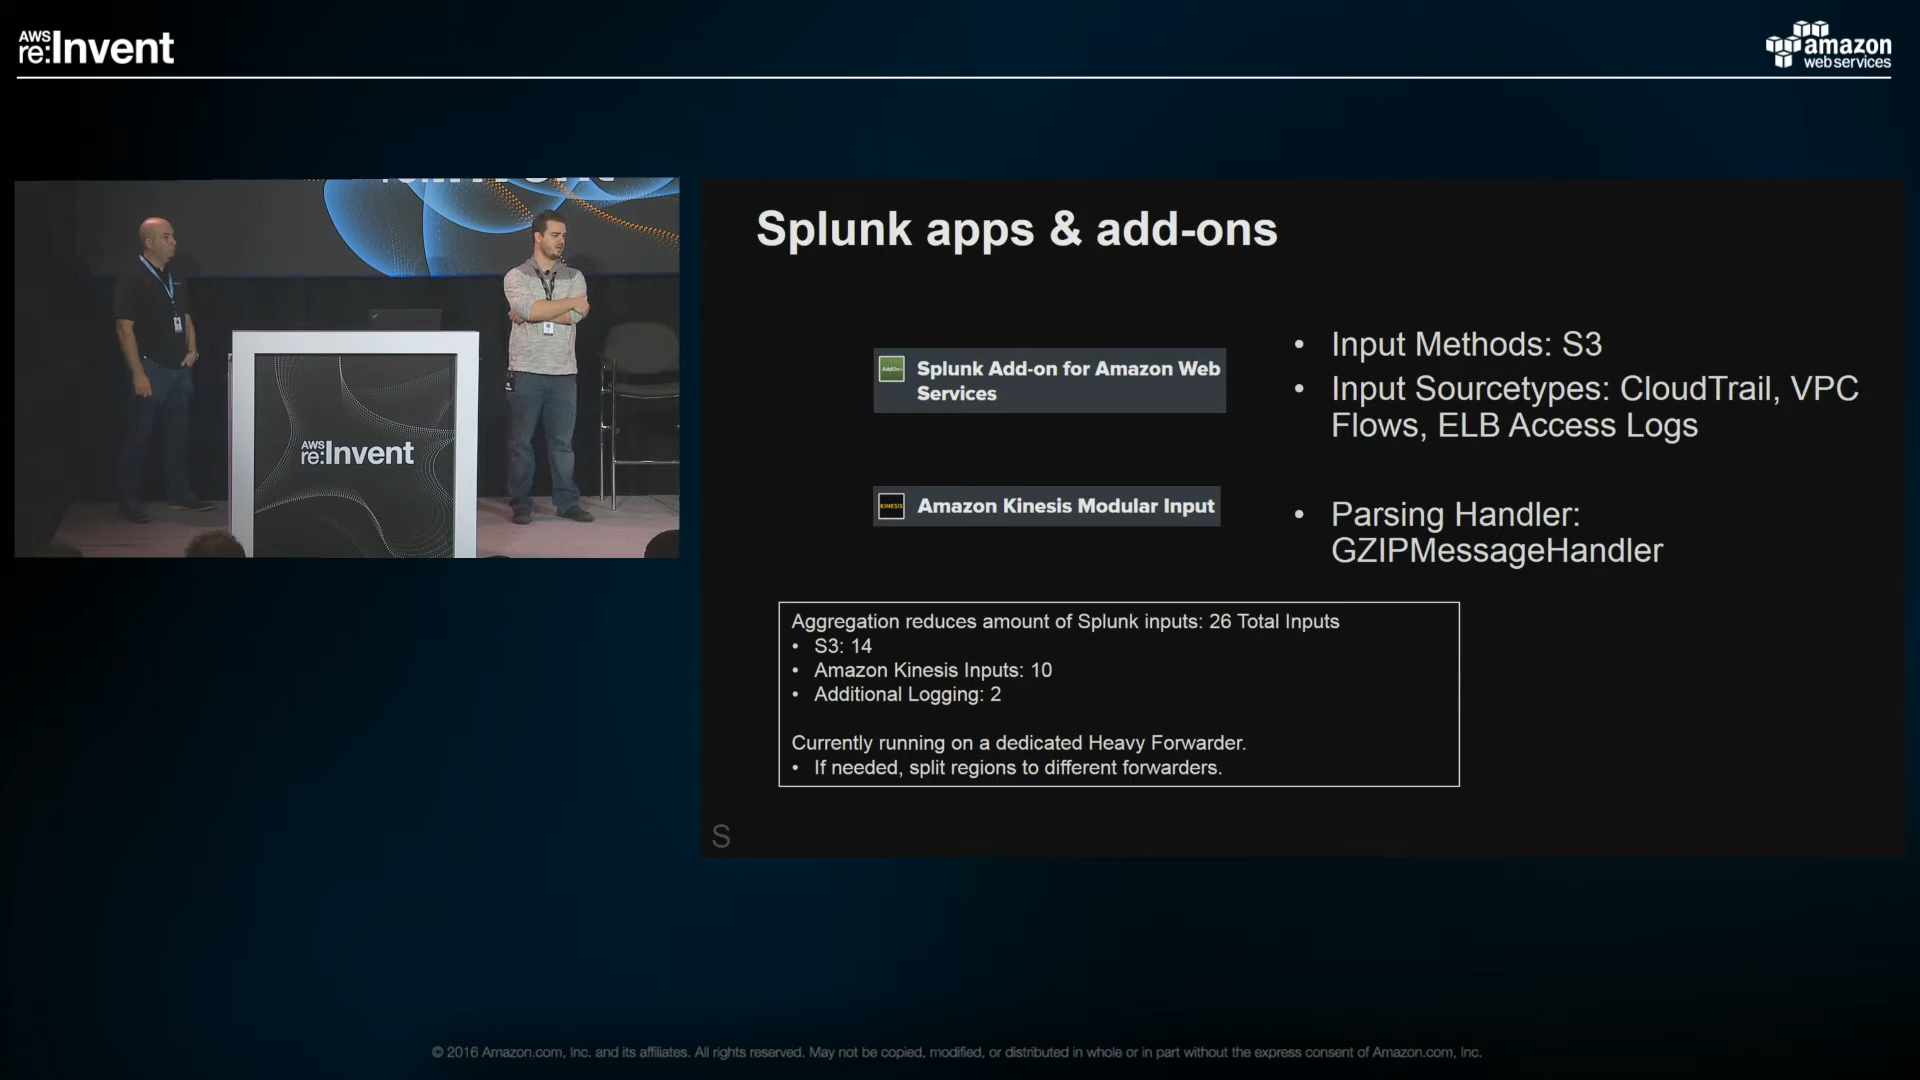 AWS
re:Invent
amazon
web services
AWS
re:Invent
Splunk apps & add-ons
AddOn+
Splunk Add-on for Amazon Web
Services
• Input Methods: S3
• Input Sourcetypes: CloudTrail, VPC
Flows, ELB Access Logs
KINESIS
Amazon Kinesis Modular Input
• Parsing Handler:
GZIPMessageHandler
Aggregation reduces amount of Splunk inputs: 26 Total Inputs
• S3: 14
• Amazon Kinesis Inputs: 10
• Additional Logging: 2
Currently running on a dedicated Heavy Forwarder.
• If needed, split regions to different forwarders.
S
© 2016 Amazon.com, Inc. and its affiliates. All rights reserved. May not be copied, modified, or distributed in whole or in part without the express consent of Amazon.com, Inc.